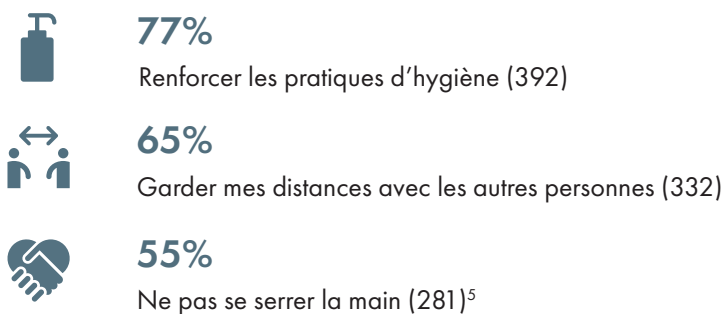 77%
Renforcer les pratiques d’hygiène (392)
65%
Garder mes distances avec les autres personnes (332)
55%
Ne pas se serrer la main (281)⁵